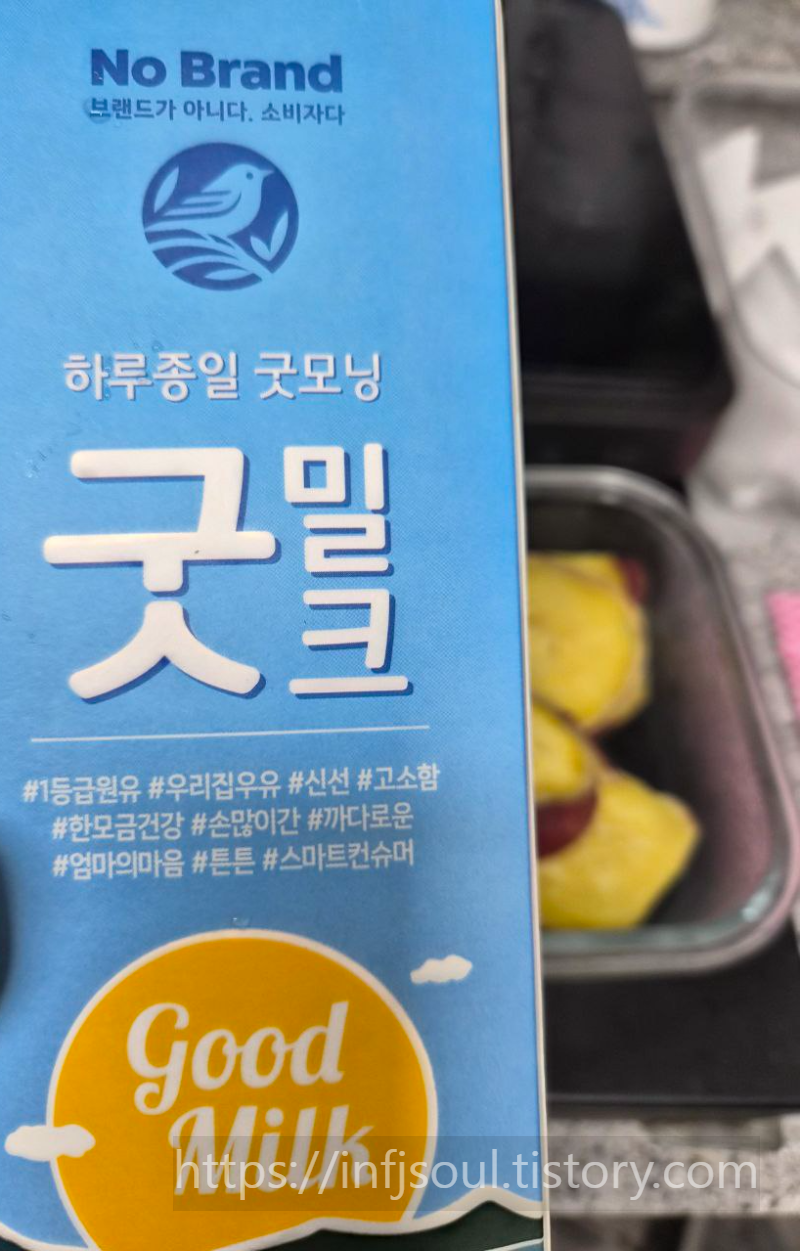 No Brand
브랜드가 아니다. 소비자다
하루종일 굿모닝
굿밀크
#1등급원유 #우리집우유 #신선 #고소함
#한모금건강 #손많이간 #까다로운
#엄마의마음 #튼튼 #스마트컨슈머
Good
Milk
https://infjsoul.tistory.com